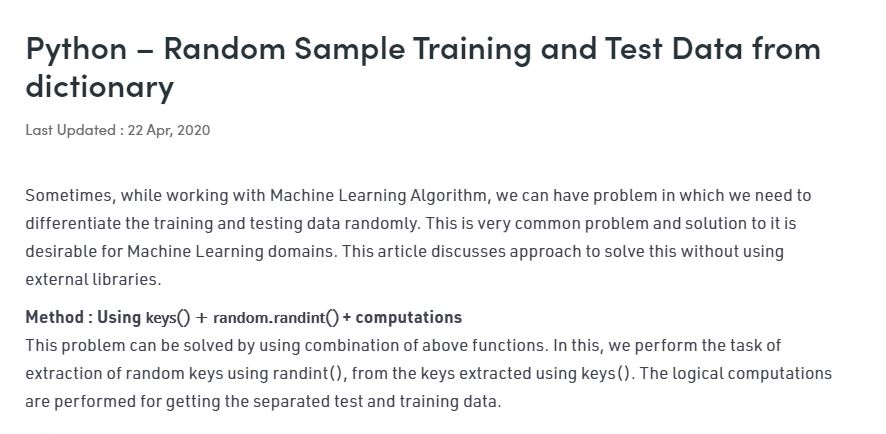 Python – Random Sample Training and Test Data from
dictionary
Last Updated : 22 Apr, 2020
Sometimes, while working with Machine Learning Algorithm, we can have problem in which we need to
differentiate the training and testing data randomly. This is very common problem and solution to it is
desirable for Machine Learning domains. This article discusses approach to solve this without using
external libraries.
Method : Using keys() + random.randint() + computations
This problem can be solved by using combination of above functions. In this, we perform the task of
extraction of random keys using randint(), from the keys extracted using keys(). The logical computations
are performed for getting the separated test and training data.